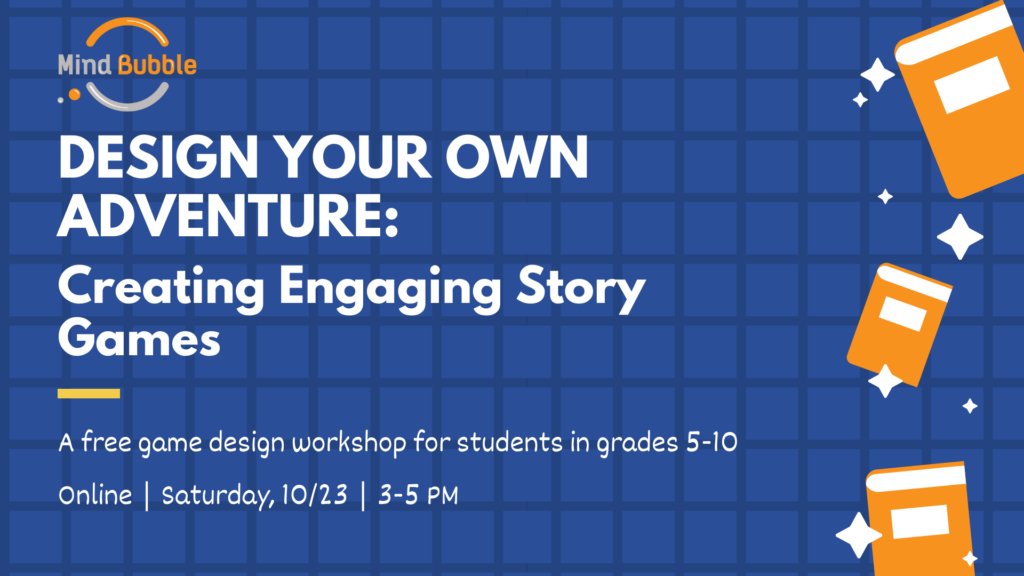 Mind Bubble
DESIGN YOUR OWN
ADVENTURE:
Creating Engaging Story
Games
A free game design workshop for students in grades 5-10
Online | Saturday, 10/23 | 3-5 PM